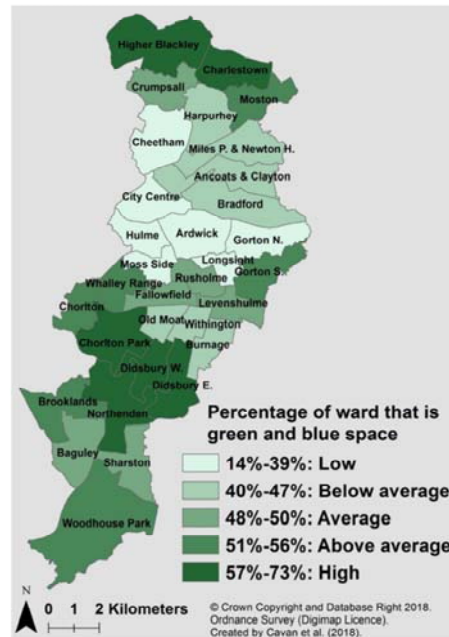 Higher Blackley
Charlestown
Crumpsall
Moston
Harpurhey
Cheetham
Miles P. & Newton H.
Ancoats & Clayton
City Centre
Bradford
Hulme
Ardwick
Gorton N.
Moss Side
Longsight
Gorton S.
Whalley Range
Rusholme
Fallowfield
Levenshulme
Chorlton
Old Moat
Withington
Chorlton Park
Burnage
Didsbury W.
Didsbury E.
Brooklands
Northenden
Baguley
Sharston
Woodhouse Park
Percentage of ward that is
green and blue space
14%-39%: Low
40%-47%: Below average
48%-50%: Average
51%-56%: Above average
57%-73%: High
N
0 1 2 Kilometers
© Crown Copyright and Database Right 2018.
Ordnance Survey (Digimap Licence).
Created by Cavan et al. (2018).